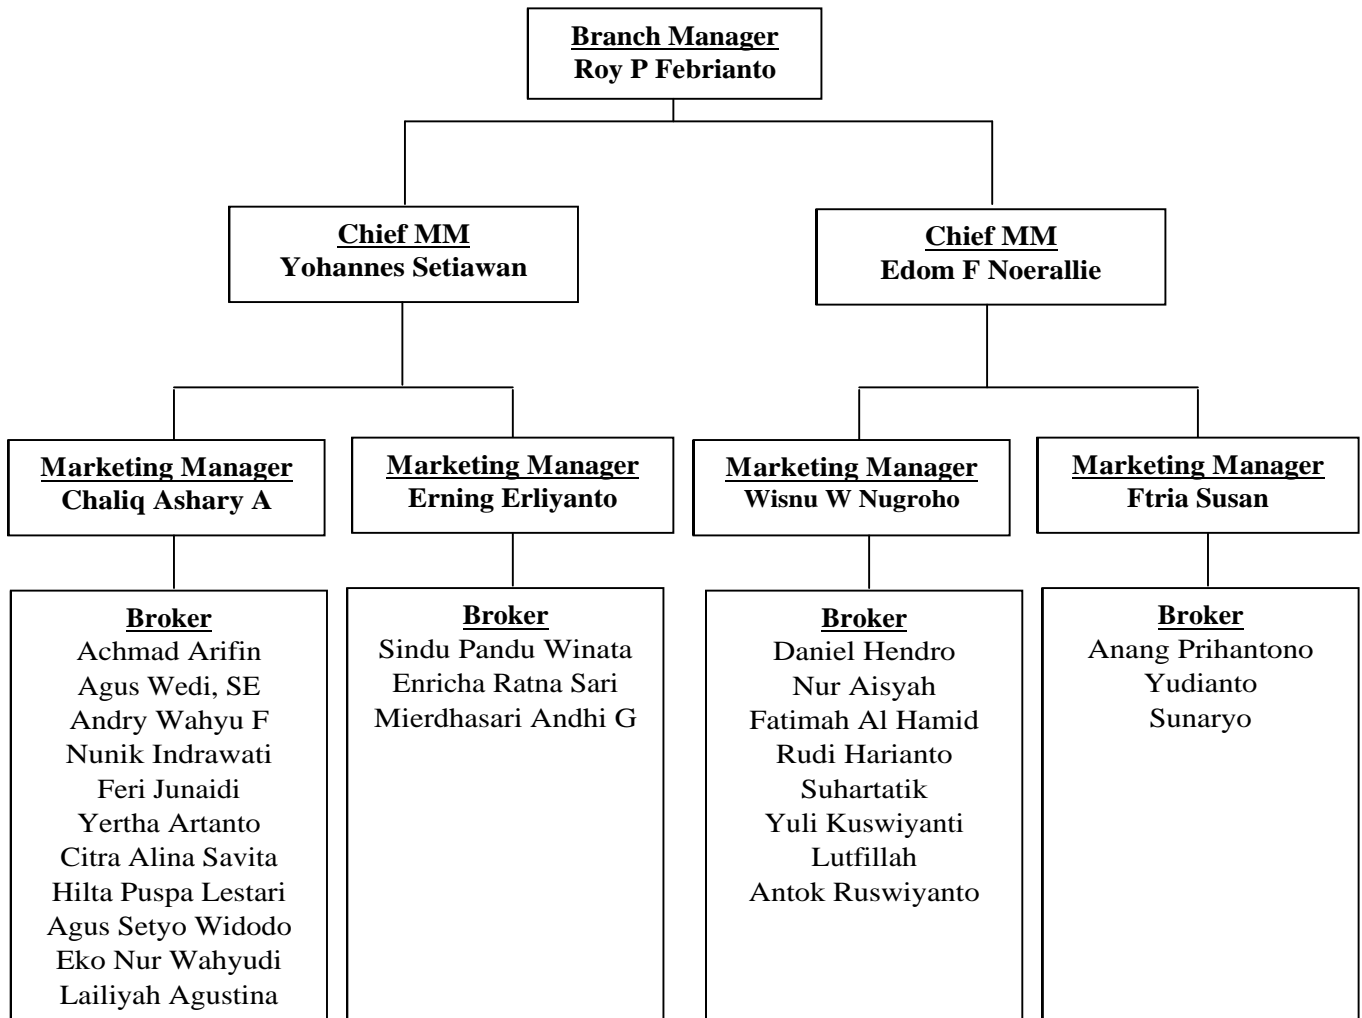 Branch Manager
Roy P Febrianto
Chief MM
Yohannes Setiawan
Chief MM
Edom F Noerallie
Marketing Manager
Chaliq Ashary A
Marketing Manager
Erning Erliyanto
Marketing Manager
Wisnu W Nugroho
Marketing Manager
Ftria Susan
Broker
Achmad Arifin
Agus Wedi, SE
Andry Wahyu F
Nunik Indrawati
Feri Junaidi
Yertha Artanto
Citra Alina Savita
Hilta Puspa Lestari
Agus Setyo Widodo
Eko Nur Wahyudi
Lailiyah Agustina
Broker
Sindu Pandu Winata
Enricha Ratna Sari
Mierdhasari Andhi G
Broker
Daniel Hendro
Nur Aisyah
Fatimah Al Hamid
Rudi Harianto
Suhartatik
Yuli Kuswiyanti
Lutfillah
Antok Ruswiyanto
Broker
Anang Prihantono
Yudianto
Sunaryo